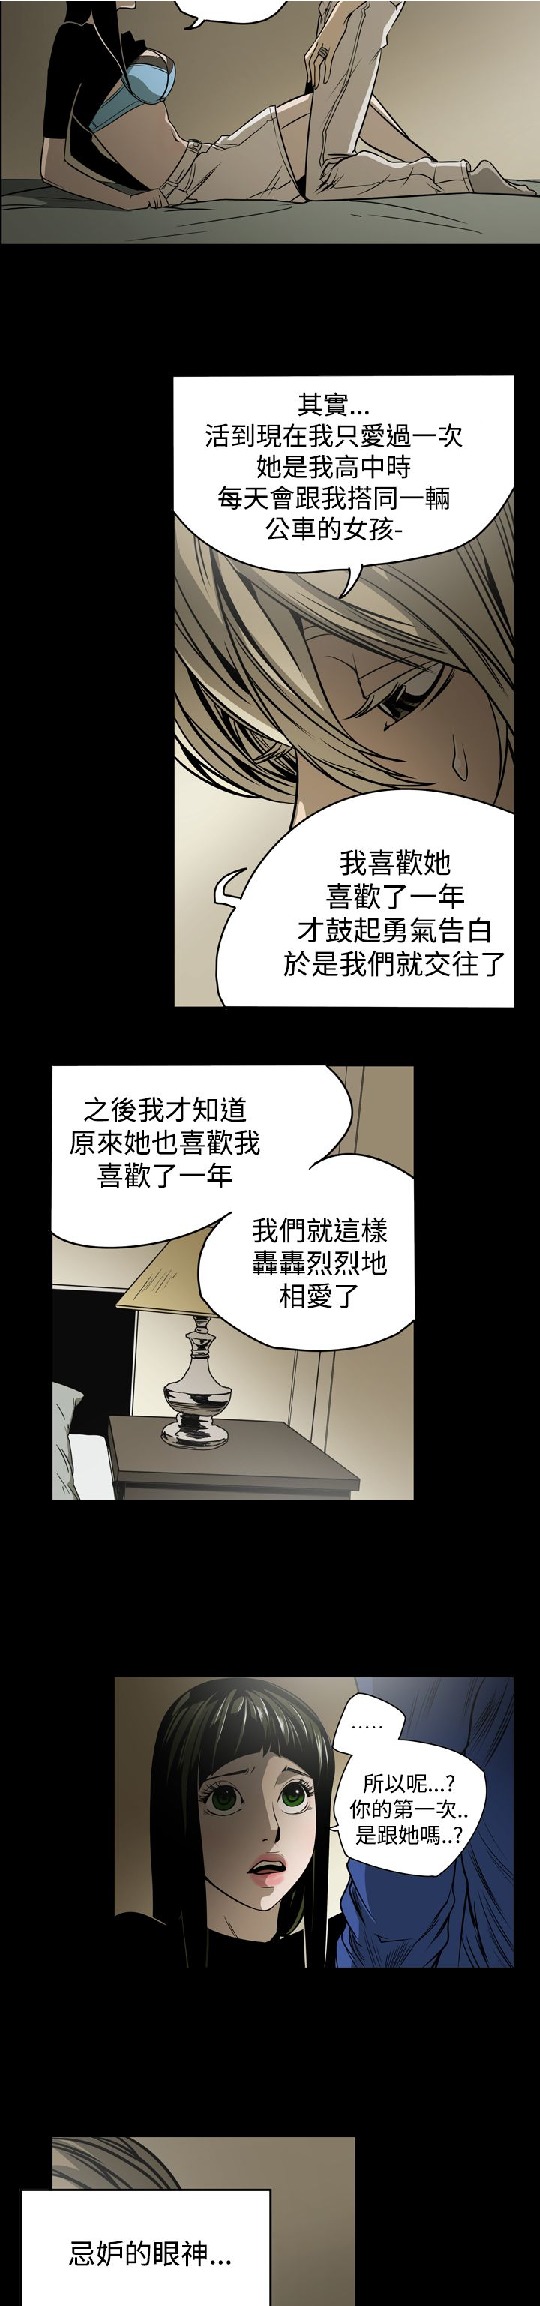 其實...
活到現在我只愛過一次
她是我高中時
每天會跟我搭同一輛
公車的女孩-
我喜歡她
喜歡了一年
才鼓起勇氣告白
於是我們就交往了
之後我才知道
原來她也喜歡我
喜歡了一年
我們就這樣
轟轟烈烈地
相愛了
.....
所以呢...?
你的第一次..
是跟她嗎..?
忌妒的眼神...